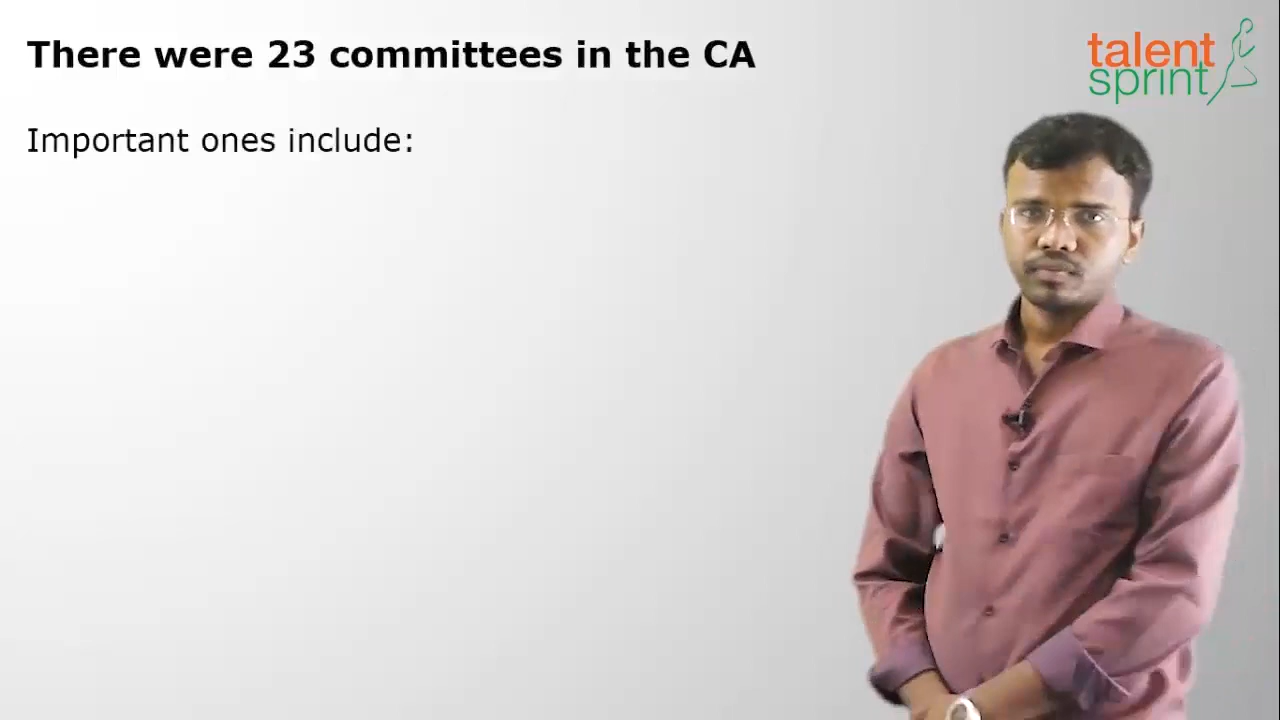 There were 23 committees in the CA
talent
sprint
Important ones include: